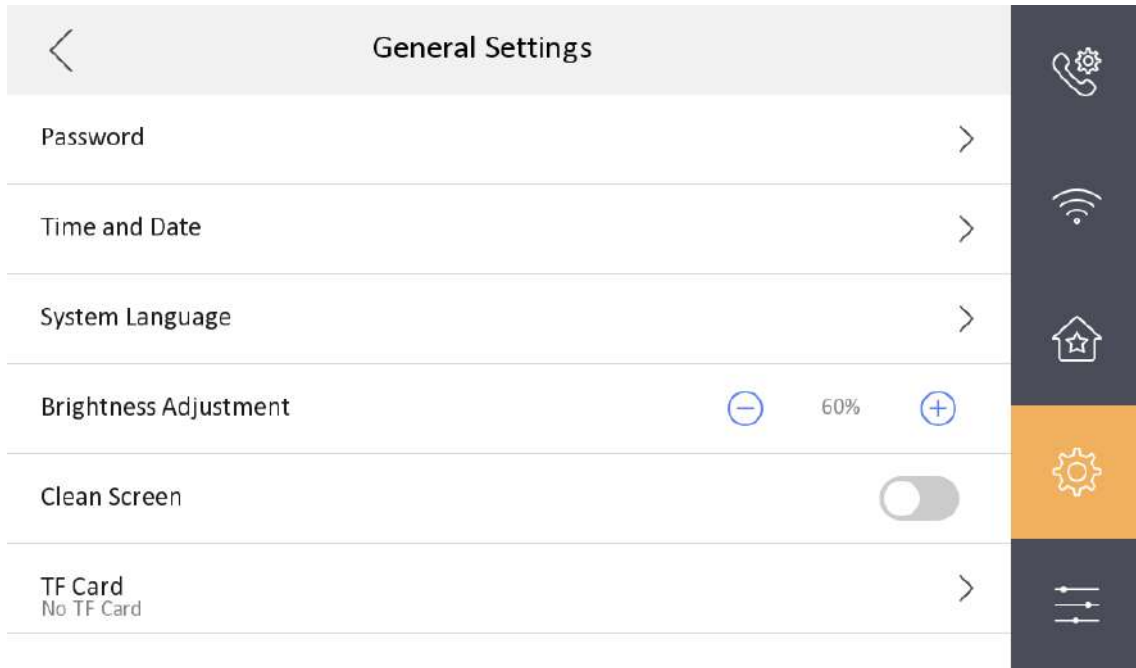 General Settings
Password
Time and Date
System Language
Brightness Adjustment
60%
Clean Screen
TF Card
No TF Card